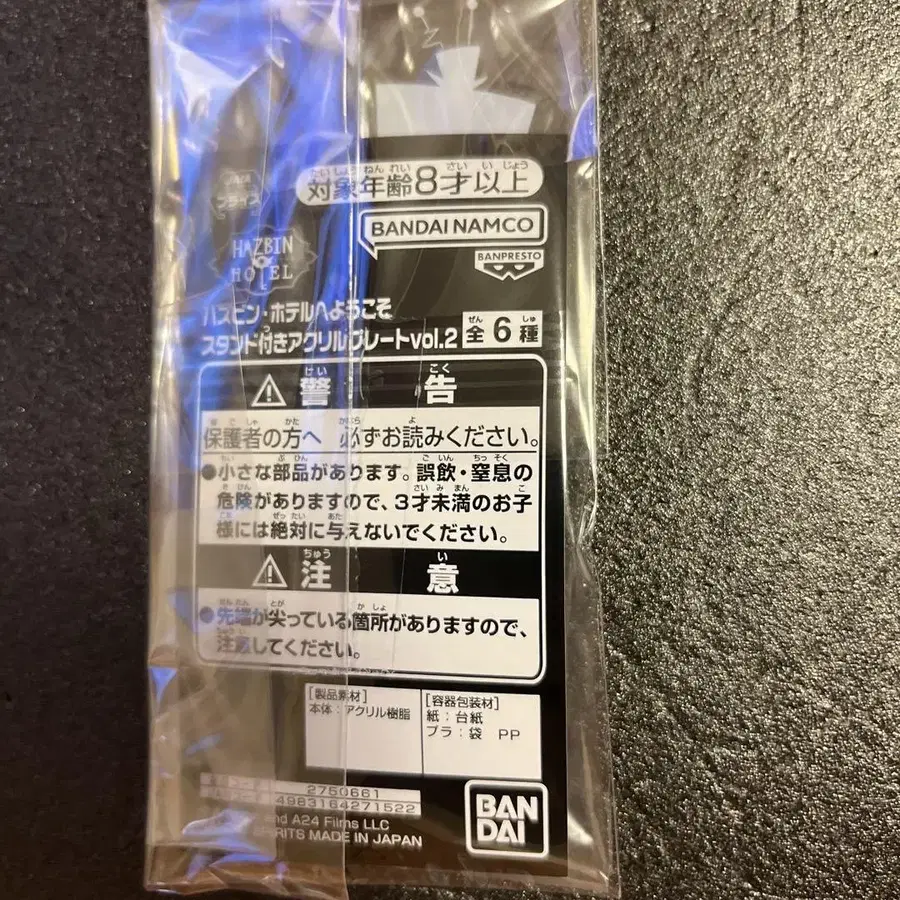 対象年齢8才以上
プライズ
BANDAI NAMCO
BANPRESTO
HAZBIN
HOTEL
ハズビン・ホテルへようこそ
スタンド付きアクリルプレートvol.2 全6種
⚠警告
保護者の方へ 必ずお読みください。
●小さな部品があります。誤飲・窒息の
危険がありますので、3才未満のお子
様には絶対に与えないでください。
⚠注意
●先端が尖っている箇所がありますので、
注意してください。
[製品素材]
本体:アクリル樹脂
[容器包装材]
紙:台紙
プラ:袋 PP
2750661
4983164271522
and A24 Films LLC
SPIRITS MADE IN JAPAN
BANDAI